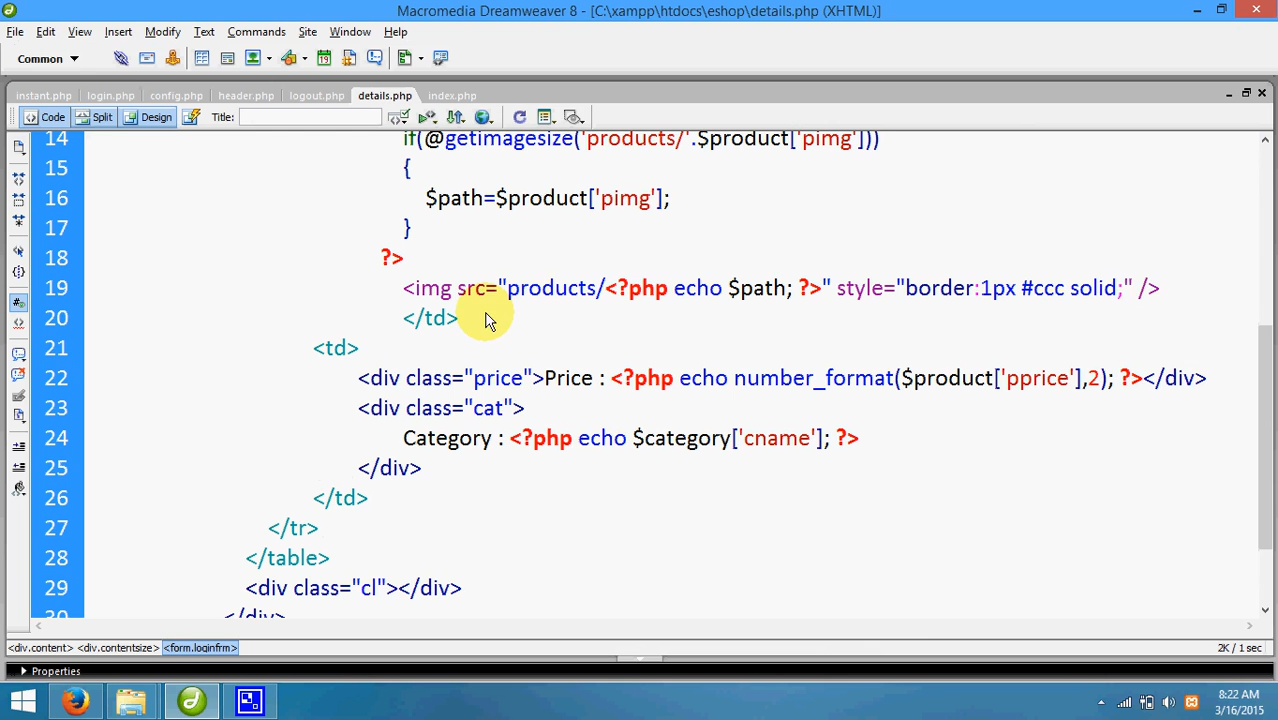 Macromedia Dreamweaver 8 - [C:\xampp\htdocs\eshop\details.php (XHTML)]
File Edit View Insert Modify Text Commands Site Window Help
Common
instant.php login.php config.php header.php logout.php details.php index.php
Code Split Design Title:
14 if(@getimagesize('products/'.$product['pimg']))
15 {
16 $path=$product['pimg'];
17 }
18 ?>
19 <img src="products/<?php echo $path; ?>" style="border:1px #ccc solid;" />
20 </td>
21 <td>
22 <div class="price">Price : <?php echo number_format($product['pprice'],2); ?></div>
23 <div class="cat">
24 Category : <?php echo $category['cname']; ?>
25 </div>
26 </td>
27 </tr>
28 </table>
29 <div class="cl"></div>
30 </div>
<div.content> <div.contentsize> <form.loginfrm> 2K / 1 sec
Properties
8:22 AM
3/16/2015